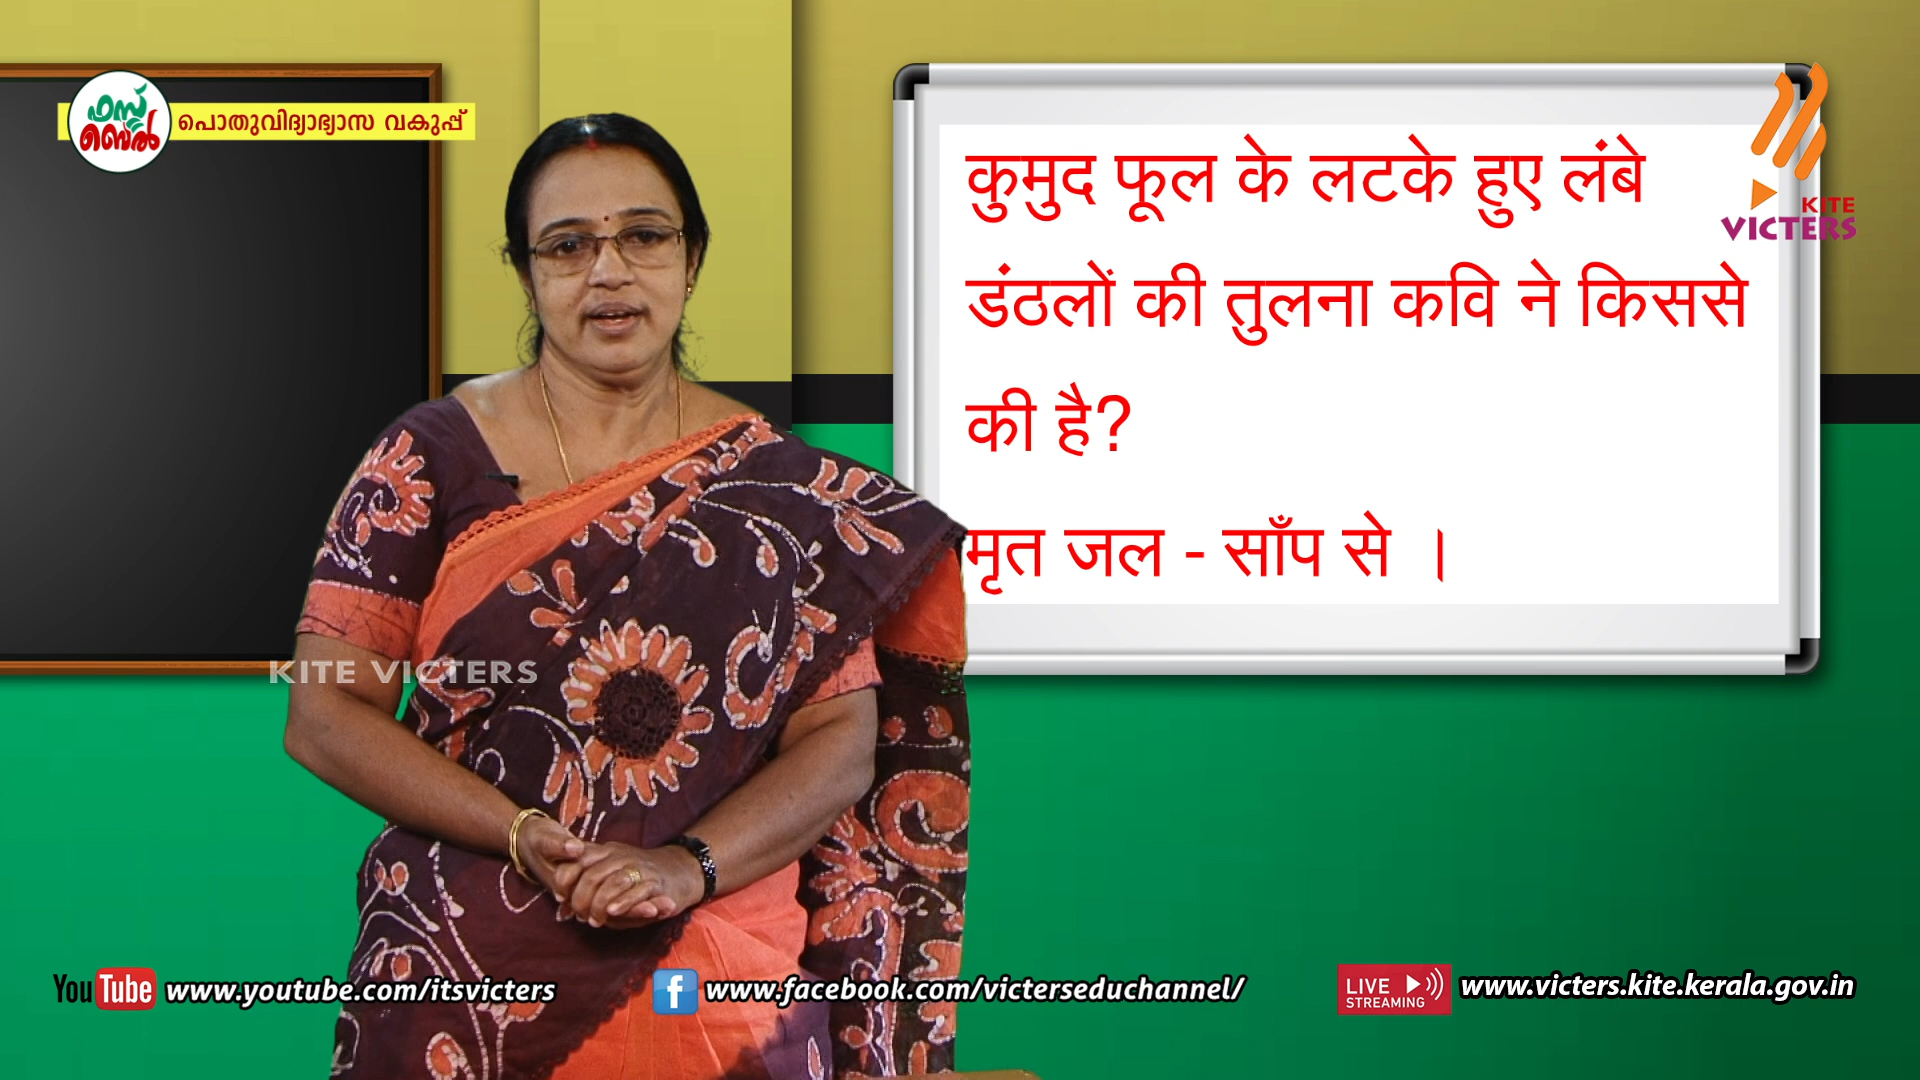 ഫസ്റ്റ്
ബെൽ
പൊതുവിദ്യാഭ്യാസ വകുപ്പ്
KITE
VICTERS
कुमुद फूल के लटके हुए लंबे
डंठलों की तुलना कवि ने किससे
की है?
मृत जल - साँप से ।
KITE VICTERS
YouTube www.youtube.com/itsvicters
f www.facebook.com/victerseduchannel/
LIVE
STREAMING
www.victers.kite.kerala.gov.in